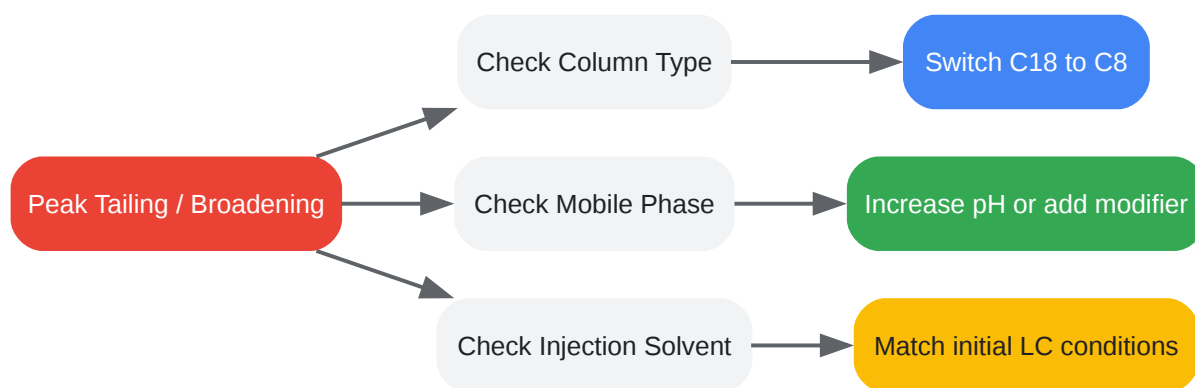 Peak Tailing / Broadening
Check Column Type
Switch C18 to C8
Check Mobile Phase
Increase pH or add modifier
Check Injection Solvent
Match initial LC conditions